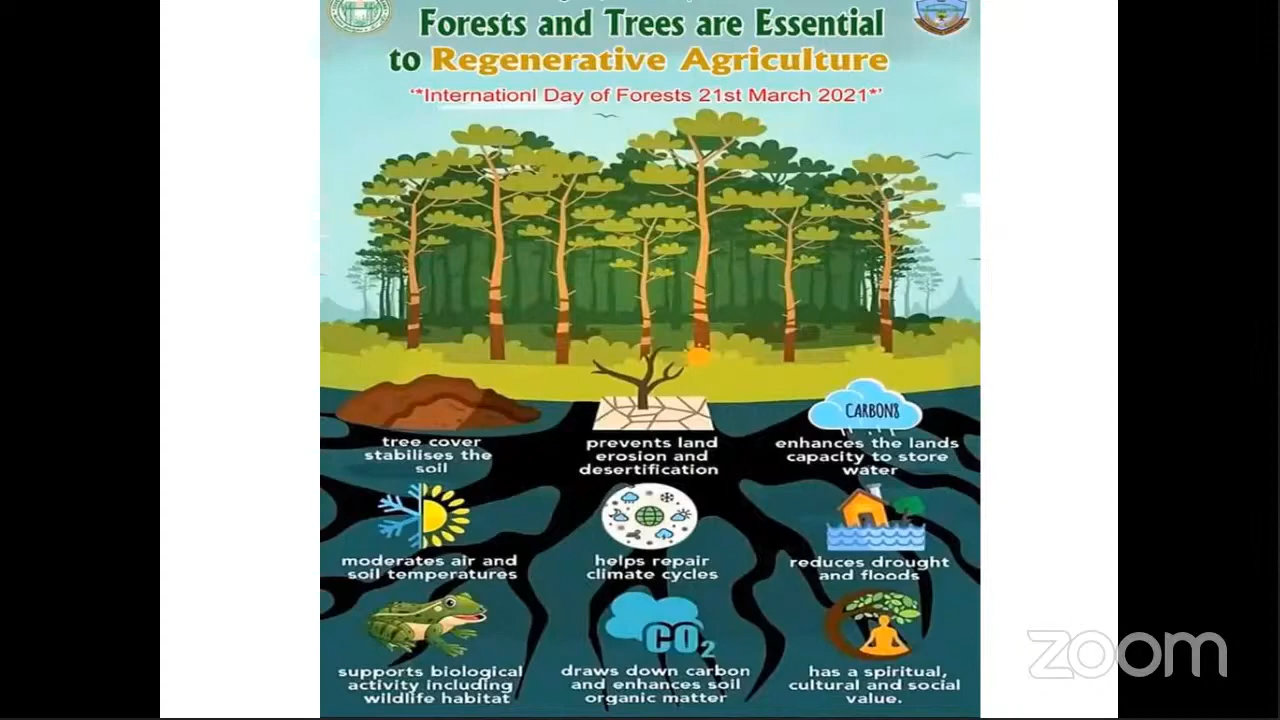 Forests and Trees are Essential
to Regenerative Agriculture
'*Internationl Day of Forests 21st March 2021*'
CARBON8
tree cover
stabilises the
soil
prevents land
erosion and
desertification
enhances the lands
capacity to store
water
moderates air and
soil temperatures
helps repair
climate cycles
reduces drought
and floods
supports biological
activity including
wildlife habitat
CO₂
draws down carbon
and enhances soil
organic matter
has a spiritual,
cultural and social
value.
zoom